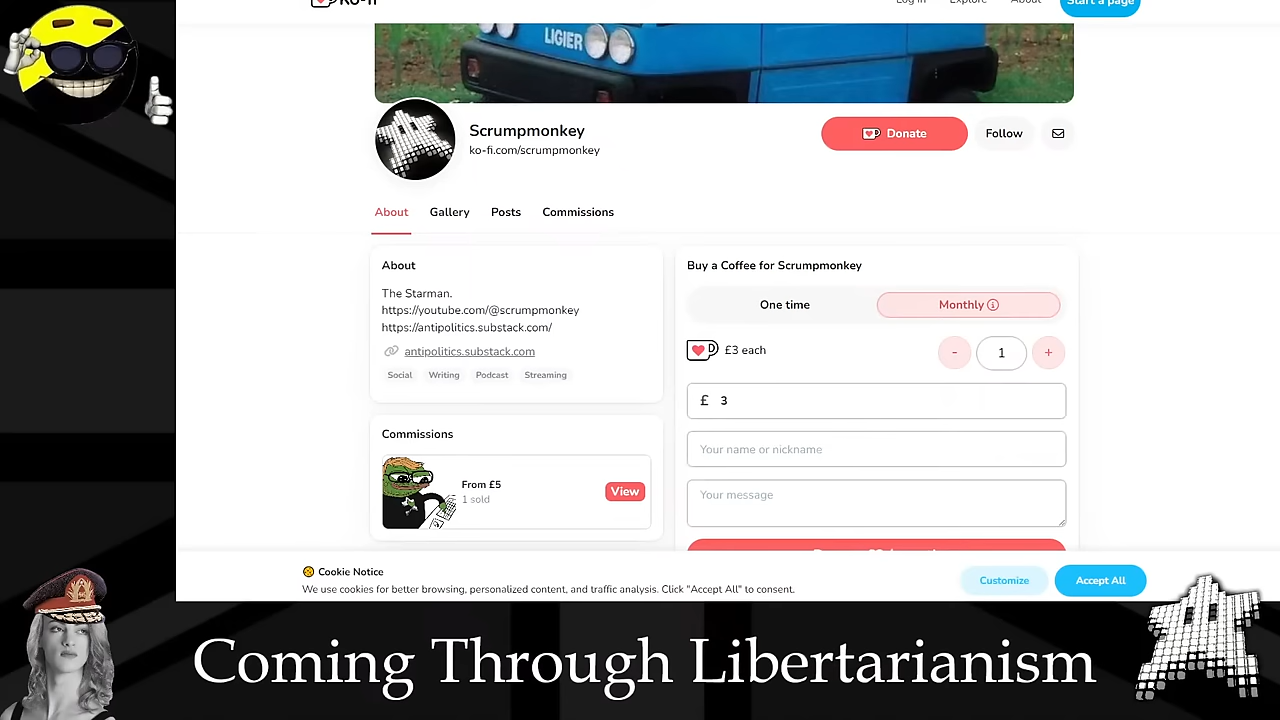 Ko-fi
Log in Explore About Start a page
LIGIER
Scrumpmonkey
ko-fi.com/scrumpmonkey
Donate Follow
About Gallery Posts Commissions
About
The Starman.
https://youtube.com/@scrumpmonkey
https://antipolitics.substack.com/
antipolitics.substack.com
Social Writing Podcast Streaming
Commissions
From £5
1 sold
View
Buy a Coffee for Scrumpmonkey
One time Monthly
£3 each
- 1 +
£ 3
Your name or nickname
Your message
Cookie Notice
We use cookies for better browsing, personalized content, and traffic analysis. Click "Accept All" to consent.
Customize Accept All
Coming Through Libertarianism